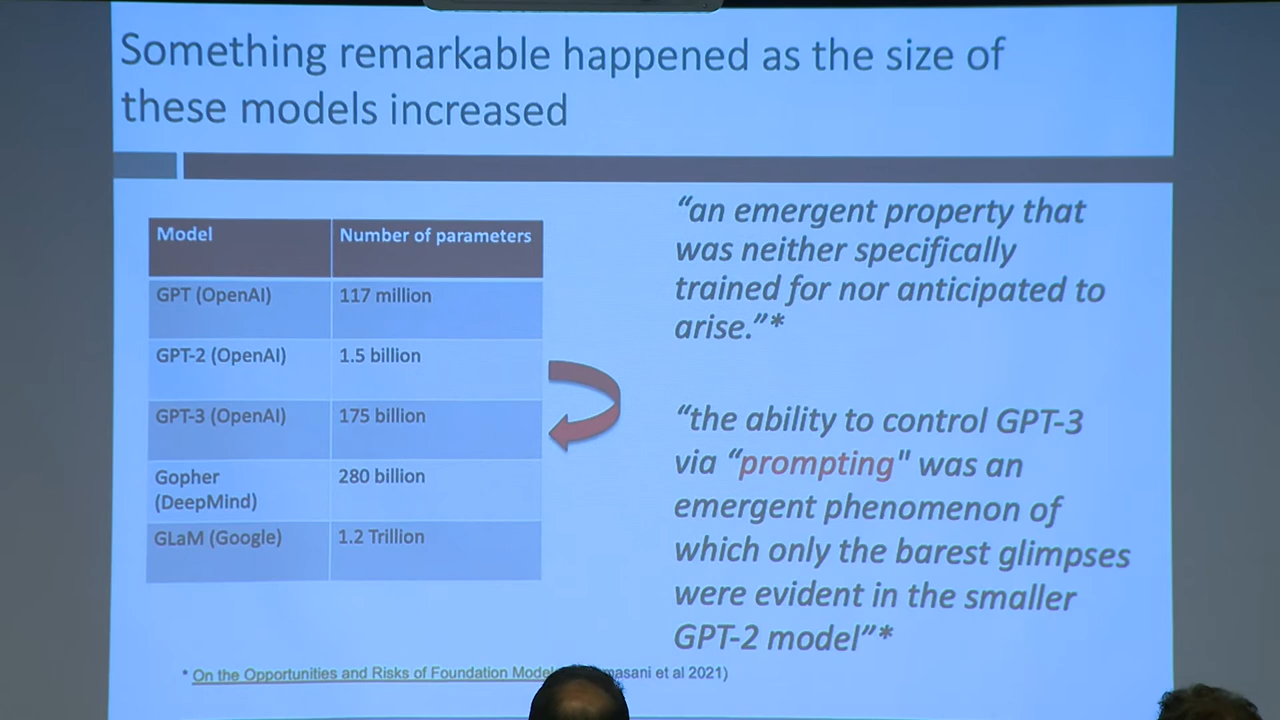 Something remarkable happened as the size of
these models increased
Model Number of parameters
GPT (OpenAI) 117 million
GPT-2 (OpenAI) 1.5 billion
GPT-3 (OpenAI) 175 billion
Gopher
(DeepMind) 280 billion
GLaM (Google) 1.2 Trillion
“an emergent property that
was neither specifically
trained for nor anticipated to
arise.”*
“the ability to control GPT-3
via “prompting" was an
emergent phenomenon of
which only the barest glimpses
were evident in the smaller
GPT-2 model”*
* On the Opportunities and Risks of Foundation et al 2021)